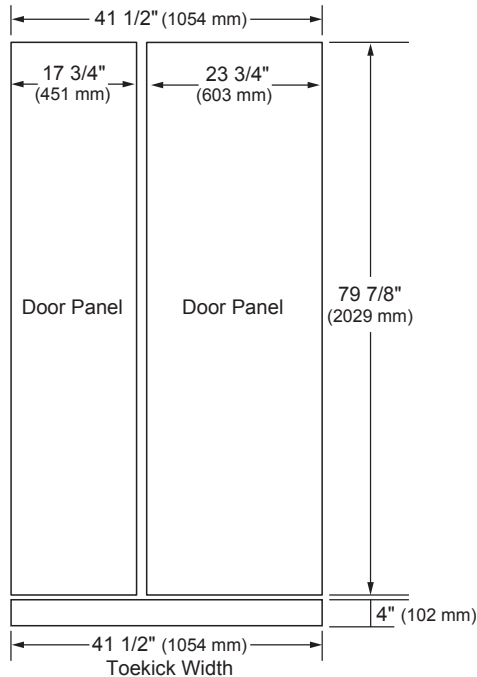 41 1/2" (1054 mm)
17 3/4"
(451 mm)
23 3/4"
(603 mm)
Door Panel
Door Panel
79 7/8"
(2029 mm)
4" (102 mm)
41 1/2" (1054 mm)
Toekick Width